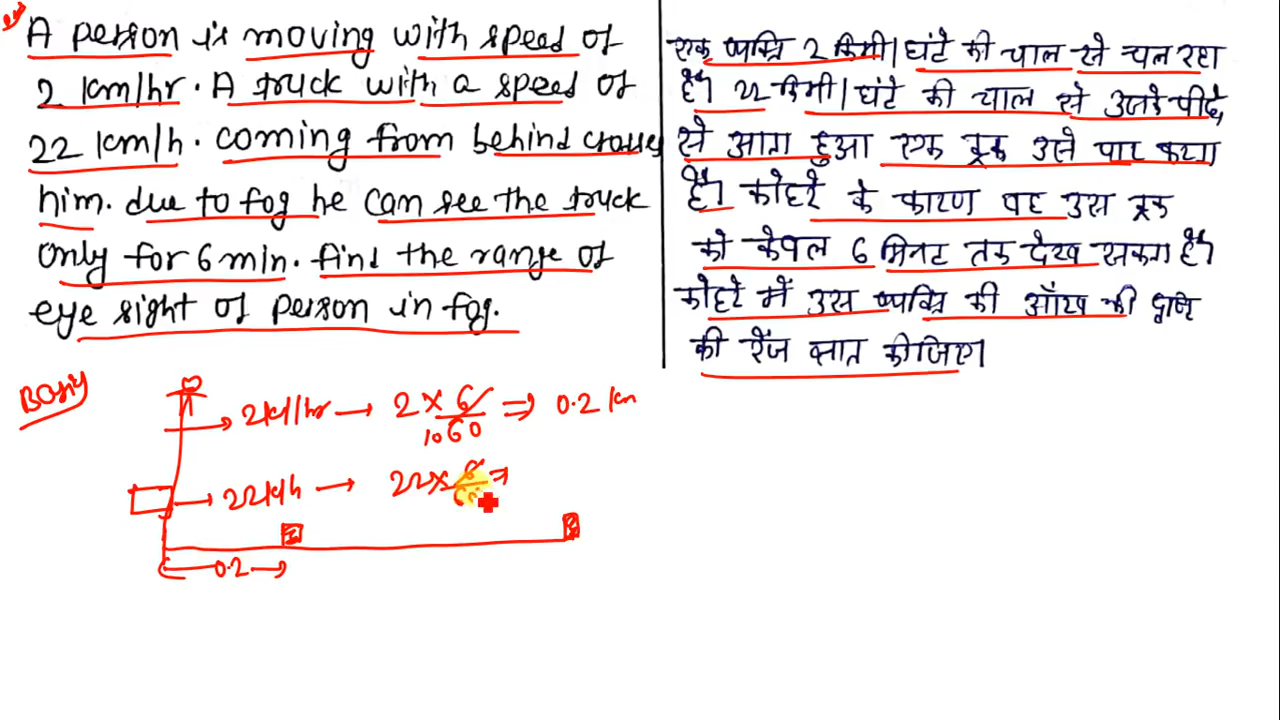 A person is moving with speed of
2 km/hr. A truck with a speed of
22 km/h. coming from behind crosses
him. due to fog he can see the truck
only for 6 min. find the range of
eye sight of person in fog.
एक व्यक्ति 2 किमी/घंटे की चाल से चल रहा
है। 22 किमी/घंटे की चाल से उसके पीछे
से आता हुआ एक ट्रक उसे पार करता
है। कोहरे के कारण वह उस ट्रक
को केवल 6 मिनट तक देख सकता है।
कोहरे में उस व्यक्ति की आँख की दृष्टि
की रेंज ज्ञात कीजिए।
2km/hr → 2 × 6/60 10 ⇒ 0.2 km
22km/h → 22 × 6/60 =
0.2